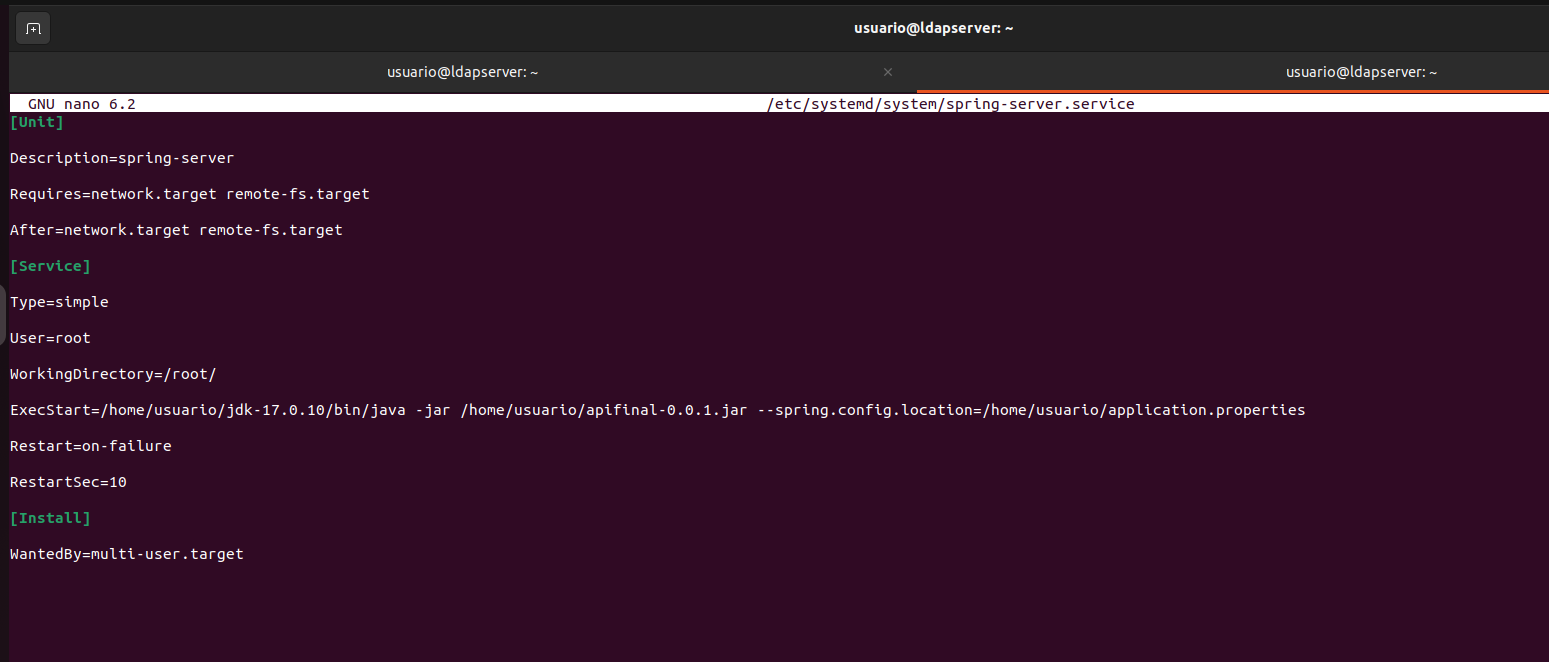 usuario@ldapserver: ~
usuario@ldapserver: ~ × usuario@ldapserver: ~
GNU nano 6.2 /etc/systemd/system/spring-server.service
[Unit]
Description=spring-server
Requires=network.target remote-fs.target
After=network.target remote-fs.target
[Service]
Type=simple
User=root
WorkingDirectory=/root/
ExecStart=/home/usuario/jdk-17.0.10/bin/java -jar /home/usuario/apifinal-0.0.1.jar --spring.config.location=/home/usuario/application.properties
Restart=on-failure
RestartSec=10
[Install]
WantedBy=multi-user.target